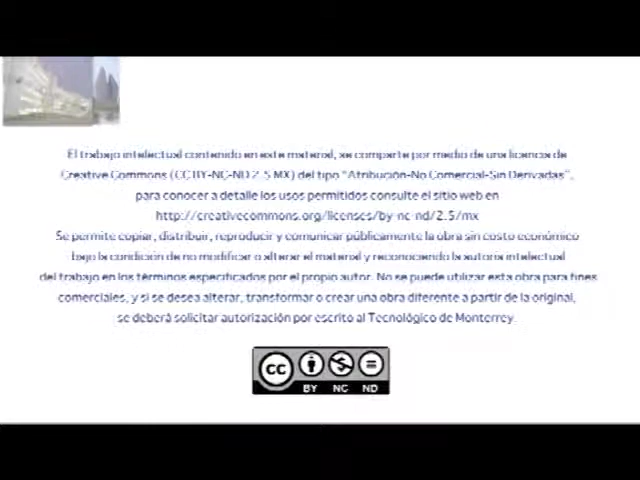 El trabajo intelectual contenido en este material, se comparte por medio de una licencia de
Creative Commons (CC BY-NC-ND 2.5 MX) del tipo "Atribución-No Comercial-Sin Derivadas",
para conocer a detalle los usos permitidos consulte el sitio web en
http://creativecommons.org/licenses/by-nc-nd/2.5/mx
Se permite copiar, distribuir, reproducir y comunicar públicamente la obra sin costo económico
bajo la condición de no modificar o alterar el material y reconociendo la autoría intelectual
del trabajo en los términos especificados por el propio autor. No se puede utilizar esta obra para fines
comerciales, y si se desea alterar, transformar o crear una obra diferente a partir de la original,
se deberá solicitar autorización por escrito al Tecnológico de Monterrey.
cc
BY NC ND